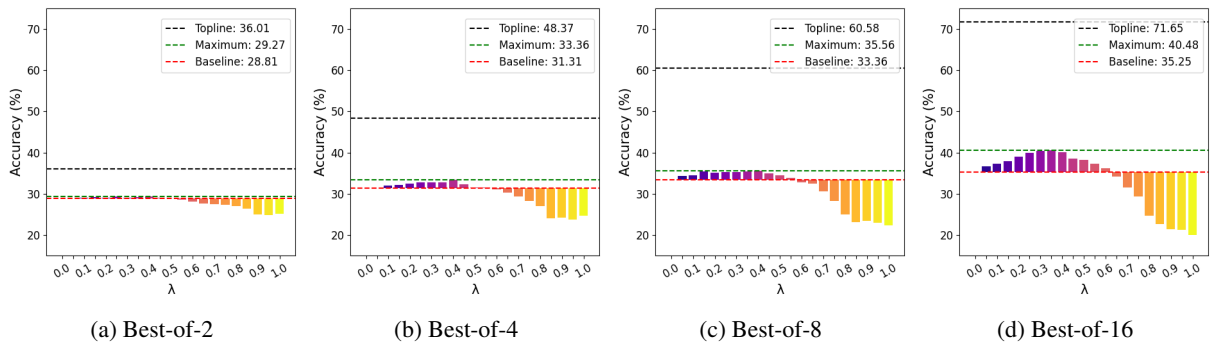 Topline: 36.01
Maximum: 29.27
Baseline: 28.81
Accuracy (%)
70
60
50
40
30
20
0.0 0.1 0.2 0.3 0.4 0.5 0.6 0.7 0.8 0.9 1.0
λ
(a) Best-of-2
Topline: 48.37
Maximum: 33.36
Baseline: 31.31
Accuracy (%)
70
60
50
40
30
20
0.0 0.1 0.2 0.3 0.4 0.5 0.6 0.7 0.8 0.9 1.0
λ
(b) Best-of-4
Topline: 60.58
Maximum: 35.56
Baseline: 33.36
Accuracy (%)
70
60
50
40
30
20
0.0 0.1 0.2 0.3 0.4 0.5 0.6 0.7 0.8 0.9 1.0
λ
(c) Best-of-8
Topline: 71.65
Maximum: 40.48
Baseline: 35.25
Accuracy (%)
70
60
50
40
30
20
0.0 0.1 0.2 0.3 0.4 0.5 0.6 0.7 0.8 0.9 1.0
λ
(d) Best-of-16